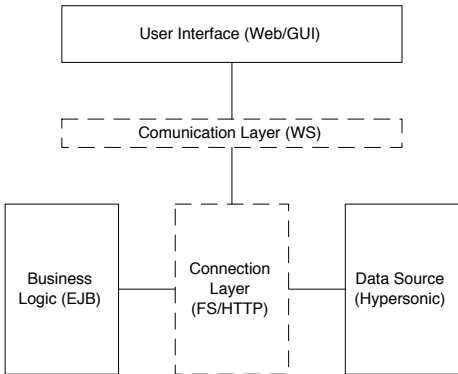 User Interface (Web/GUI)
Comunication Layer (WS)
Business
Logic (EJB)
Connection
Layer
(FS/HTTP)
Data Source
(Hypersonic)